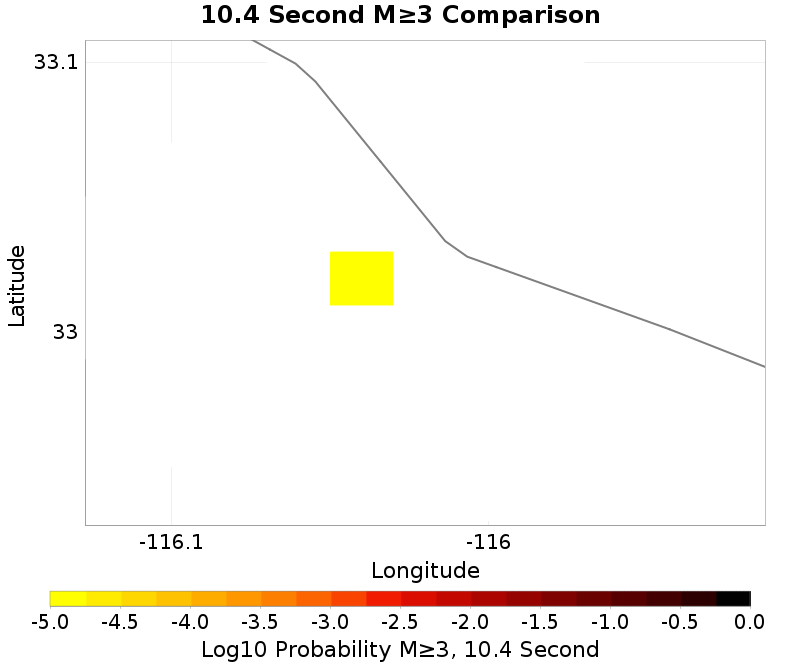 10.4 Second M≥3 Comparison
33.1
33
Latitude
-116.1
-116
Longitude
-5.0 -4.5 -4.0 -3.5 -3.0 -2.5 -2.0 -1.5 -1.0 -0.5 0.0
Log10 Probability M≥3, 10.4 Second